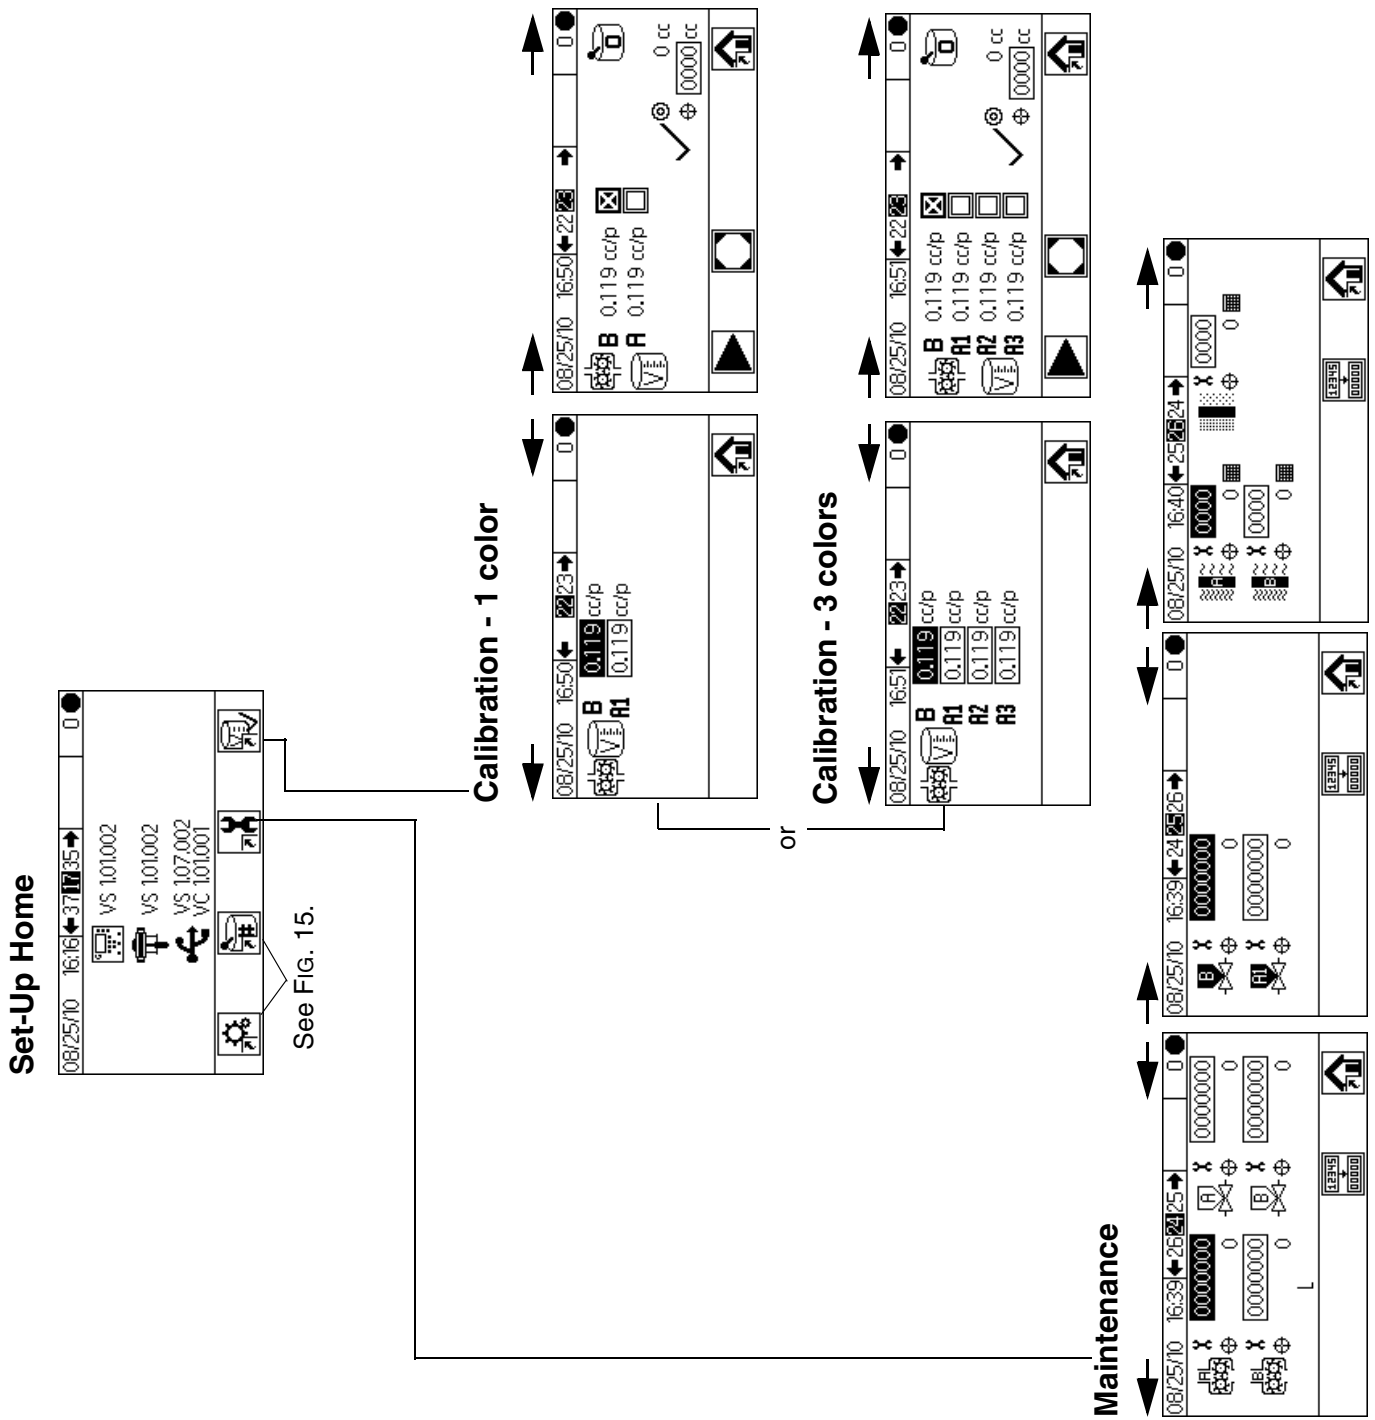 Set-Up Home
08/25/10 16:16 37 17 35 0
VS 1.01.002
VS 1.01.002
VS 1.07.002
VC 1.01.001
#
See FIG. 15.
Calibration - 1 color
08/25/10 16:50 22 23 0
B 0.119 cc/p
A1 0.119 cc/p
08/25/10 16:50 22 23 0
B 0.119 cc/p
A 0.119 cc/p
0
0 cc
0000 cc
or
Calibration - 3 colors
08/25/10 16:51 22 23 0
B 0.119 cc/p
A1 0.119 cc/p
A2 0.119 cc/p
A3 0.119 cc/p
08/25/10 16:51 22 23 0
B 0.119 cc/p
A1 0.119 cc/p
A2 0.119 cc/p
A3 0.119 cc/p
0
0 cc
0000 cc
Maintenance
08/25/10 16:39 26 24 25 0
A 0000000 A 0000000
0 0
B 0000000 B 0000000
0 0
L
12345
00000
08/25/10 16:39 24 25 26 0
B 0000000
0
A1 0000000
0
12345
00000
08/25/10 16:40 25 26 24 0
A 0000 0000
0 0
B 0000
0
12345
00000